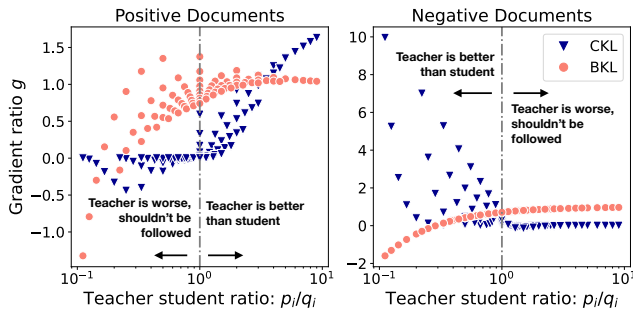 Positive Documents
Gradient ratio g
1.5
1.0
0.5
0.0
−0.5
−1.0
Teacher is worse,
shouldn't be
followed
Teacher is better
than student
10⁻¹
10⁰
10¹
Teacher student ratio: pᵢ/qᵢ
Negative Documents
10
8
6
4
2
0
−2
Teacher is better
than student
CKL
BKL
Teacher is worse,
shouldn't be
followed
10⁻¹
10⁰
10¹
Teacher student ratio: pᵢ/qᵢ